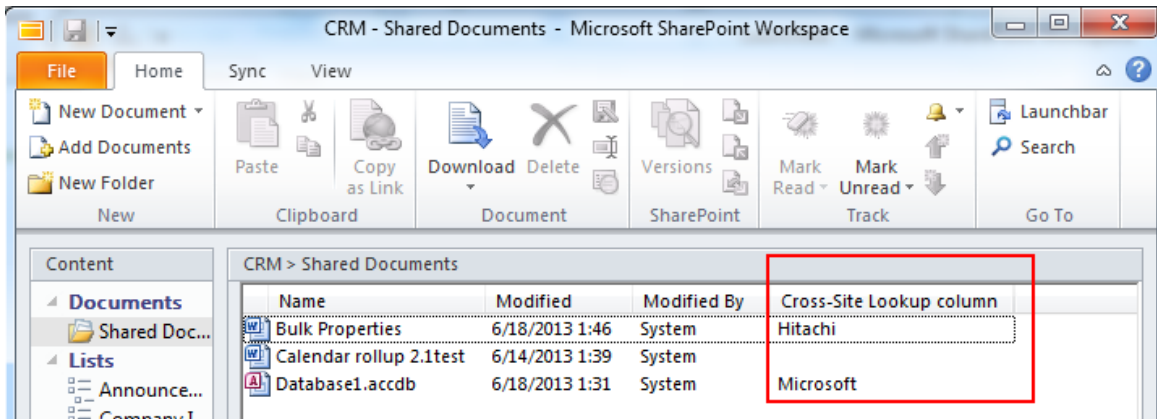 CRM - Shared Documents - Microsoft SharePoint Workspace
File Home Sync View
New Document
Add Documents
New Folder
Paste
Copy as Link
Download Delete
Versions
Mark Read
Mark Unread
Launchbar
Search
New Clipboard Document SharePoint Track Go To
Content
CRM > Shared Documents
Documents
Shared Doc...
Lists
Announce...
Name Modified Modified By Cross-Site Lookup column
Bulk Properties 6/18/2013 1:46 System Hitachi
Calendar rollup 2.1test 6/14/2013 1:39 System
Database1.accdb 6/18/2013 1:31 System Microsoft